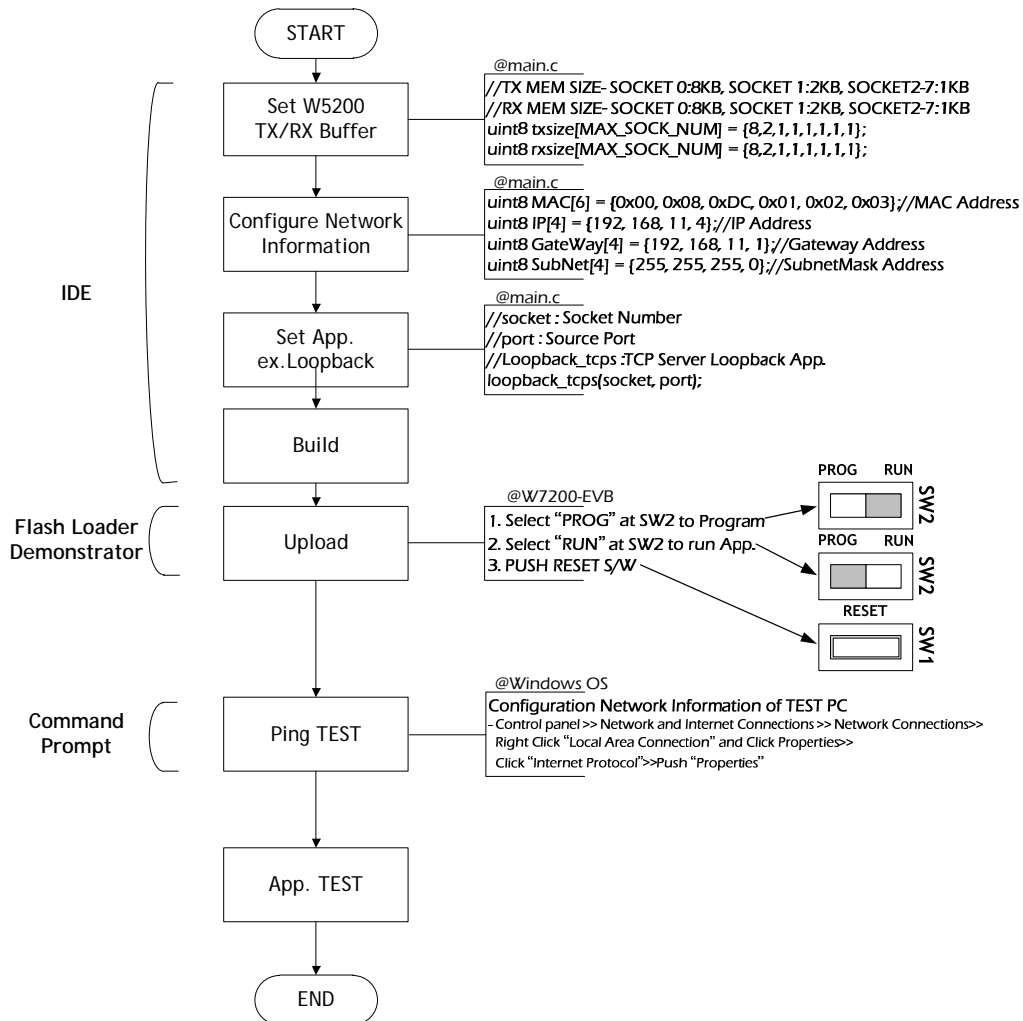 START
Set W5200
TX/RX Buffer
@main.c
//TX MEM SIZE- SOCKET 0:8KB, SOCKET 1:2KB, SOCKET2-7:1KB
//RX MEM SIZE- SOCKET 0:8KB, SOCKET 1:2KB, SOCKET2-7:1KB
uint8 txsize[MAX_SOCK_NUM] = {8,2,1,1,1,1,1,1};
uint8 rxsize[MAX_SOCK_NUM] = {8,2,1,1,1,1,1,1};
Configure Network
Information
@main.c
uint8 MAC[6] = {0x00, 0x08, 0xDC, 0x01, 0x02, 0x03};//MAC Address
uint8 IP[4] = {192, 168, 11, 4};//IP Address
uint8 GateWay[4] = {192, 168, 11, 1};//Gateway Address
uint8 SubNet[4] = {255, 255, 255, 0};//SubnetMask Address
IDE
Set App.
ex.Loopback
@main.c
//socket : Socket Number
//port : Source Port
//Loopback_tcps :TCP Server Loopback App.
loopback_tcps(socket, port);
Build
Flash Loader
Demonstrator
Upload
@W7200-EVB
1. Select “PROG” at SW2 to Program
2. Select “RUN” at SW2 to run App.
3. PUSH RESET S/W
PROG RUN
SW2
PROG RUN
SW2
RESET
SW1
Command
Prompt
Ping TEST
@Windows OS
Configuration Network Information of TEST PC
- Control panel >> Network and Internet Connections >> Network Connections>>
Right Click “Local Area Connection” and Click Properties>>
Click “Internet Protocol”>>Push “Properties”
App. TEST
END